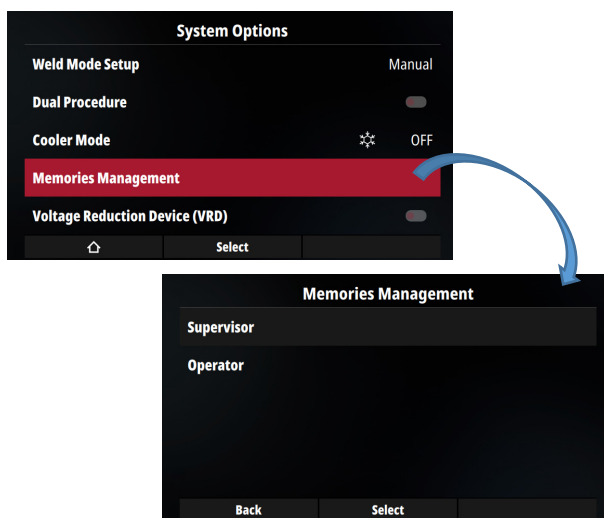 System Options
Weld Mode Setup Manual
Dual Procedure
Cooler Mode OFF
Memories Management
Voltage Reduction Device (VRD)
Select
Memories Management
Supervisor
Operator
Back Select